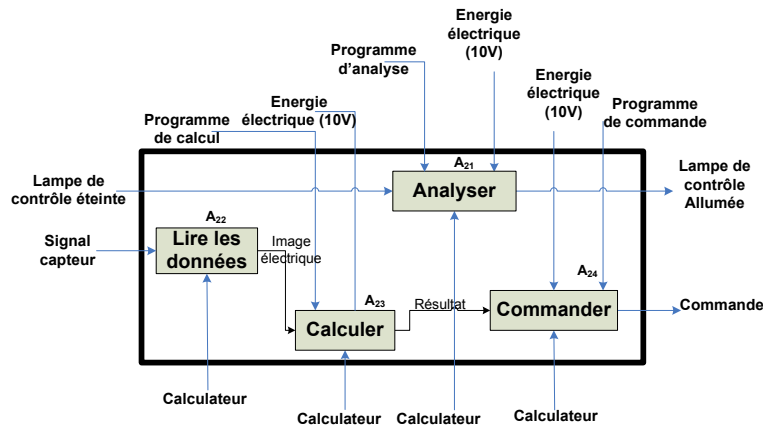 Energie
électrique
(10V)
Programme
d'analyse
Energie
électrique
(10V)
Programme
de commande
Energie
électrique (10V)
Programme
de calcul
A21
Analyser
Lampe de
contrôle éteinte
Lampe de
contrôle
Allumée
A22
Lire les
données
Signal
capteur
Image
électrique
A23
Calculer
Résultat
A24
Commander
Commande
Calculateur
Calculateur
Calculateur
Calculateur